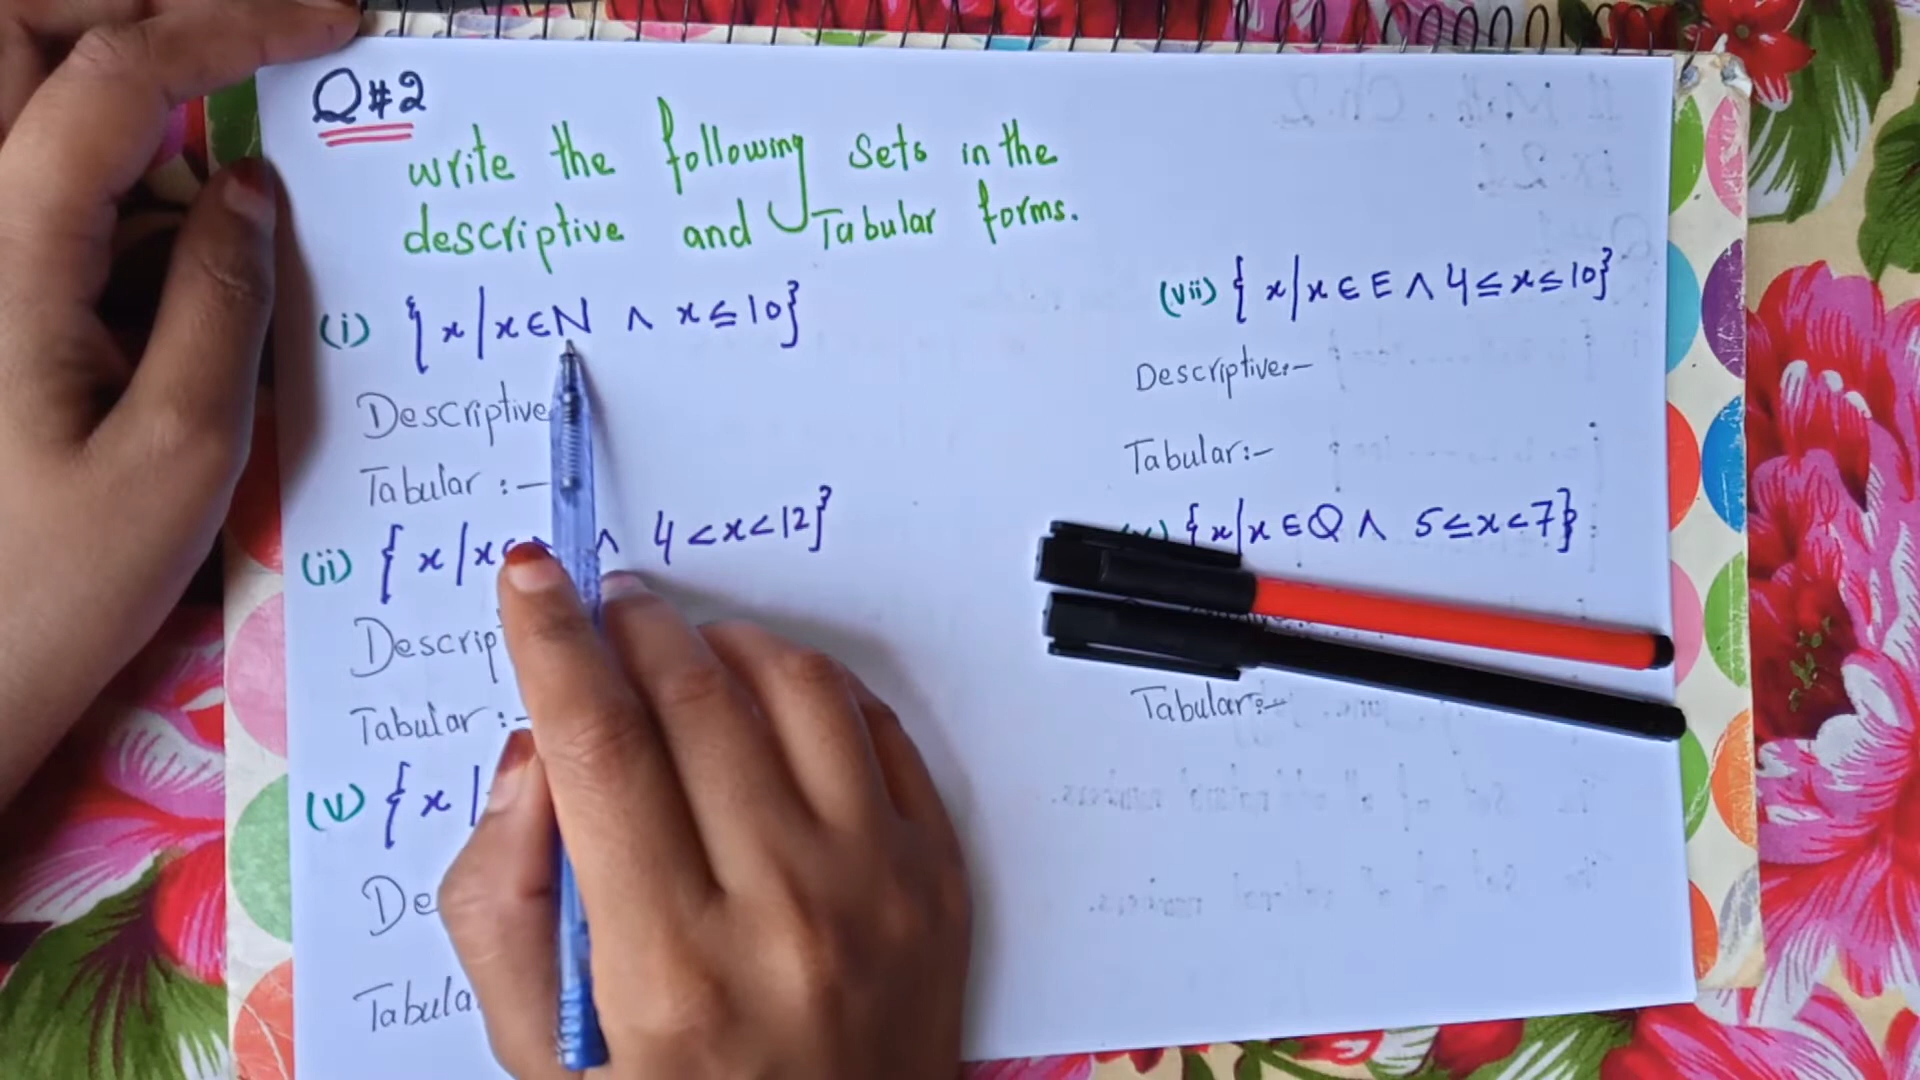 Q#2
write the following sets in the
descriptive and Tabular forms.
(i) {x/x∈N ∧ x≤10}
Descriptive
Tabular :—
(ii) { x/x∈ ∧ 4<x<12}
Descrip
Tabular :-
(v) { x/
De
Tabula
(vii) { x/x∈E ∧ 4≤x≤10}
Descriptive:-
Tabular:-
{x/x∈Q ∧ 5≤x<7}
Tabular:-